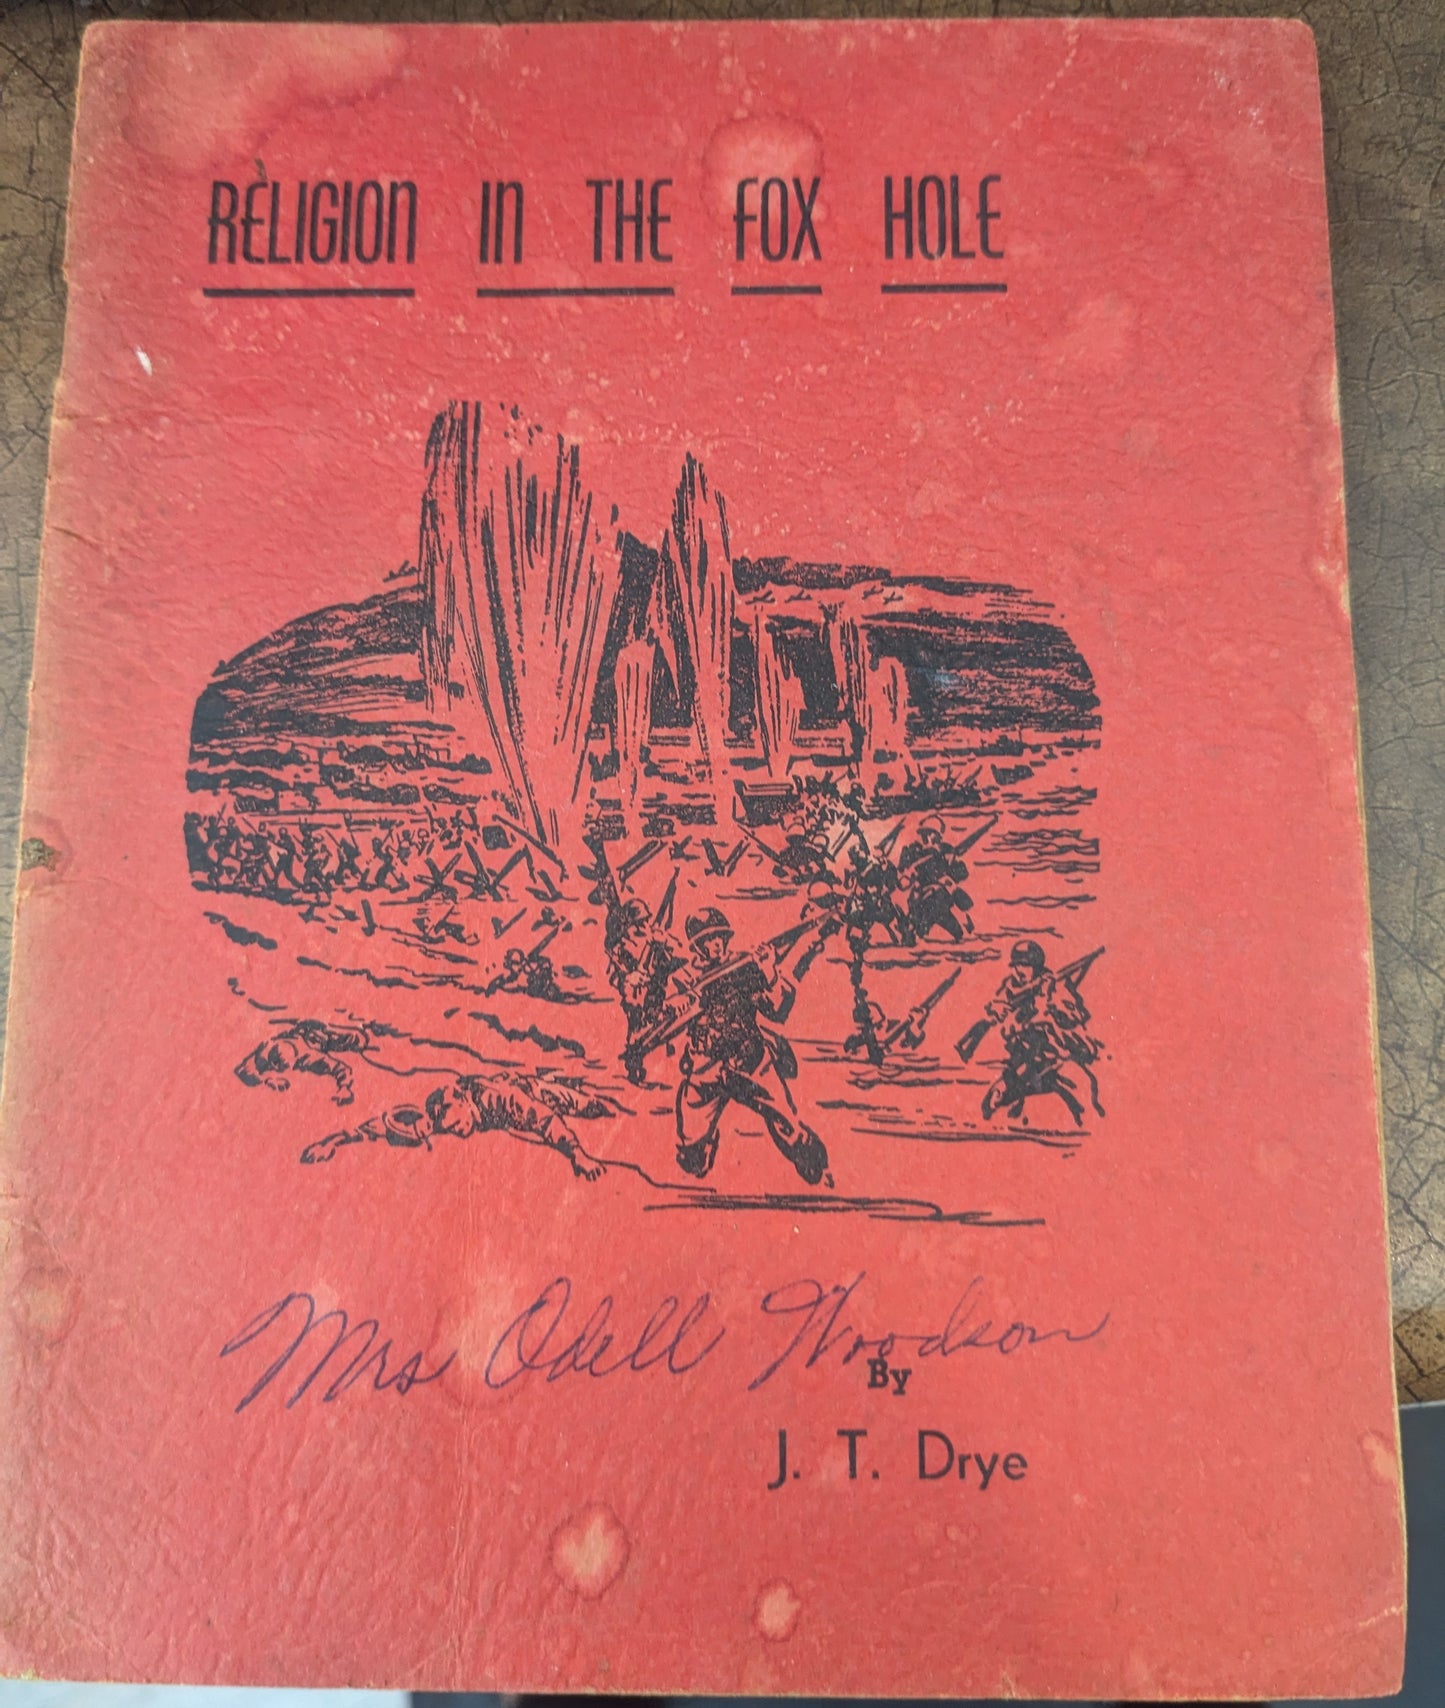 RELIGION IN THE FOX HOLE
Mrs Odell Woodson
By
J. T. Drye